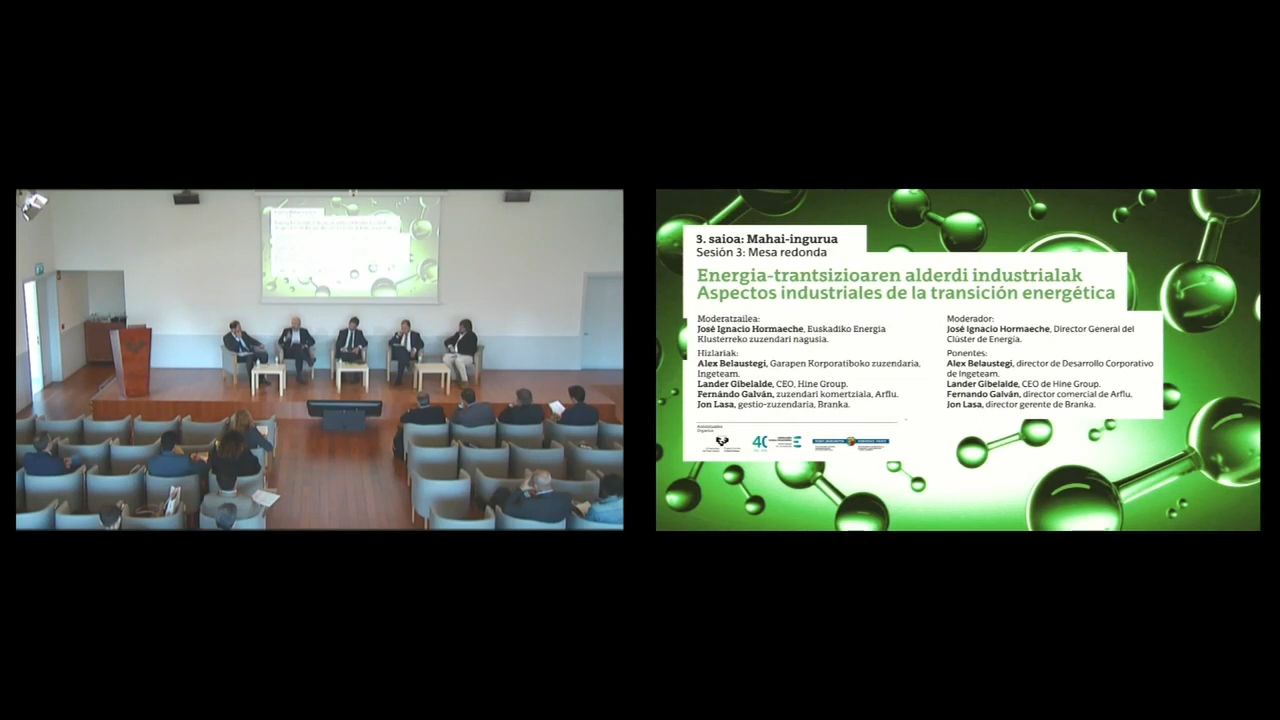 3. saioa: Mahai-ingurua
Sesión 3: Mesa redonda
Energia-trantsizioaren alderdi industrialak
Aspectos industriales de la transición energética
Moderatzailea:
José Ignacio Hormaeche, Euskadiko Energia
Klusterreko zuzendari nagusia.
Hizlariak:
Alex Belaustegi, Garapen Korporatiboko zuzendaria,
Ingeteam.
Lander Gibelalde, CEO, Hine Group.
Fernándo Galván, zuzendari komertziala, Arflu.
Jon Lasa, gestio-zuzendaria, Branka.
Moderador:
José Ignacio Hormaeche, Director General del
Clúster de Energía.
Ponentes:
Alex Belaustegi, director de Desarrollo Corporativo
de Ingeteam.
Lander Gibelalde, CEO de Hine Group.
Fernando Galván, director comercial de Arflu.
Jon Lasa, director gerente de Branka.
40